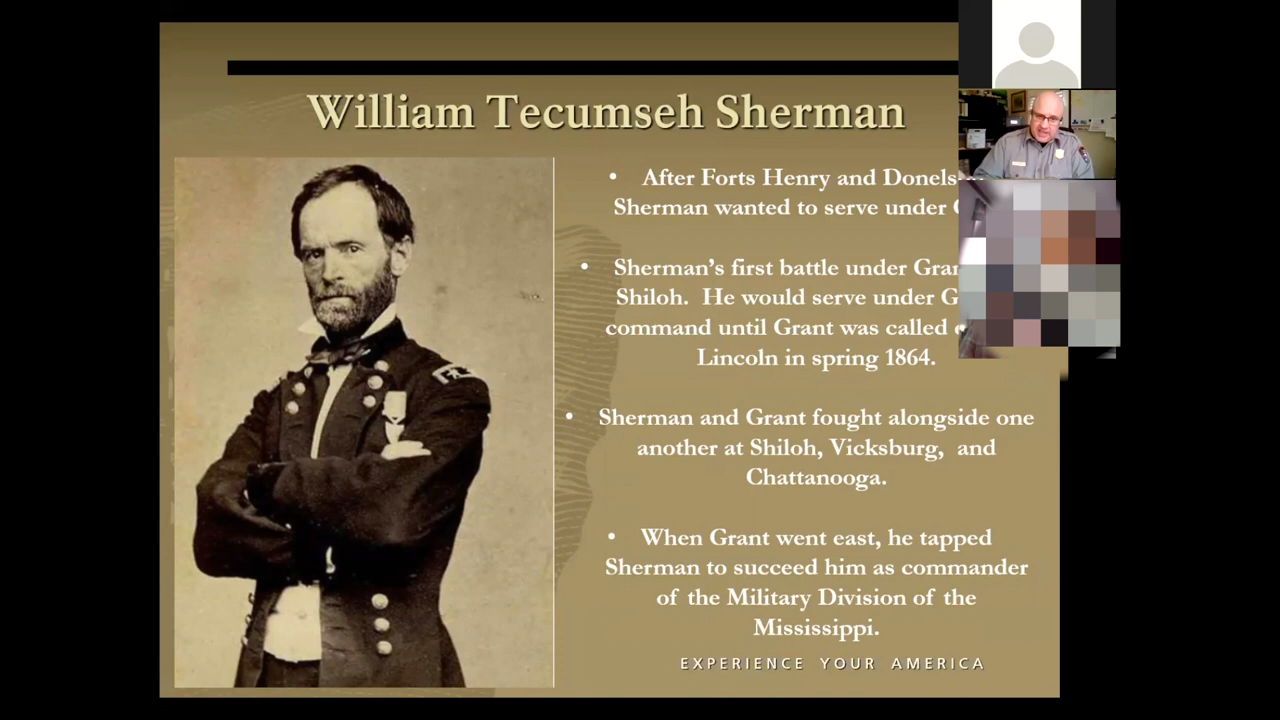 William Tecumseh Sherman
• After Forts Henry and
Sherman wanted to serve under
• Sherman’s first battle under
Shiloh. He would serve under
command until Grant was called
Lincoln in spring 1864.
• Sherman and Grant fought alongside one
another at Shiloh, Vicksburg, and
Chattanooga.
• When Grant went east, he tapped
Sherman to succeed him as commander
of the Military Division of the
Mississippi.
EXPERIENCE YOUR AMERICA